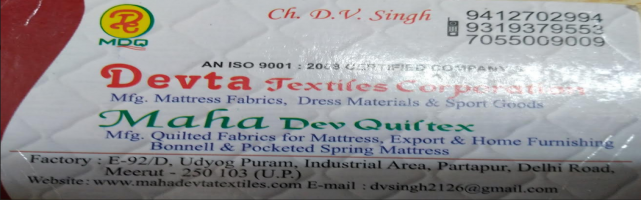 Ch. D.V. Singh
9412702994
9319379553
7055009009
MDQ
AN ISO 9001 : 2008 CERTIFIED COMPANY
Devta Textiles Corporation
Mfg. Mattress Fabrics, Dress Materials & Sport Goods
Maha Dev Quiltex
Mfg. Quilted Fabrics for Mattress, Export & Home Furnishing
Bonnell & Pocketed Spring Mattress
Factory : E-92/D, Udyog Puram, Industrial Area, Partapur, Delhi Road,
Meerut - 250 103 (U.P.)
Website: www.mahadevtatextiles.com E-mail : dvsingh2126@gmail.com